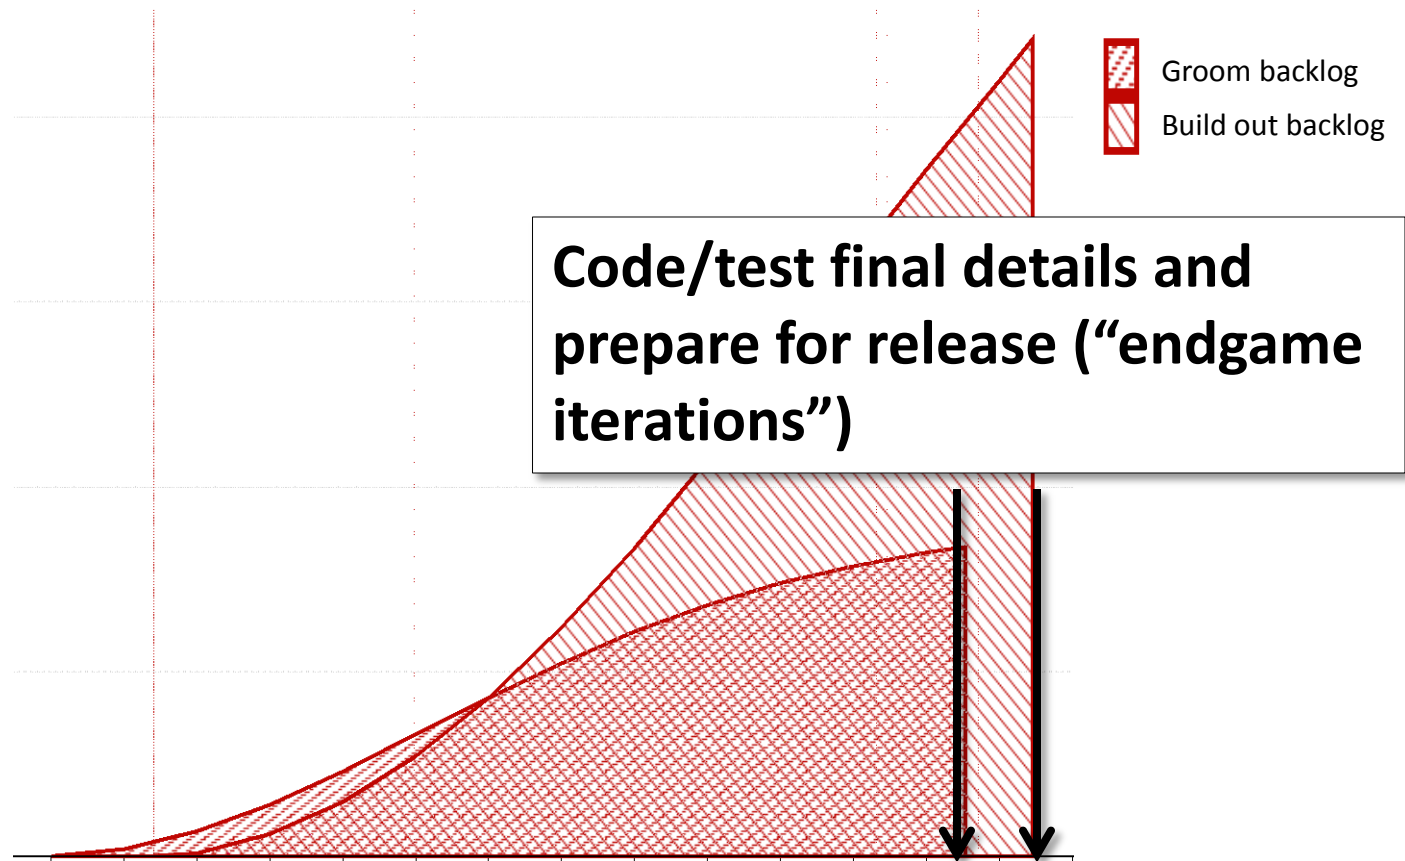 Groom backlog
Build out backlog
Code/test final details and
prepare for release (“endgame
iterations”)